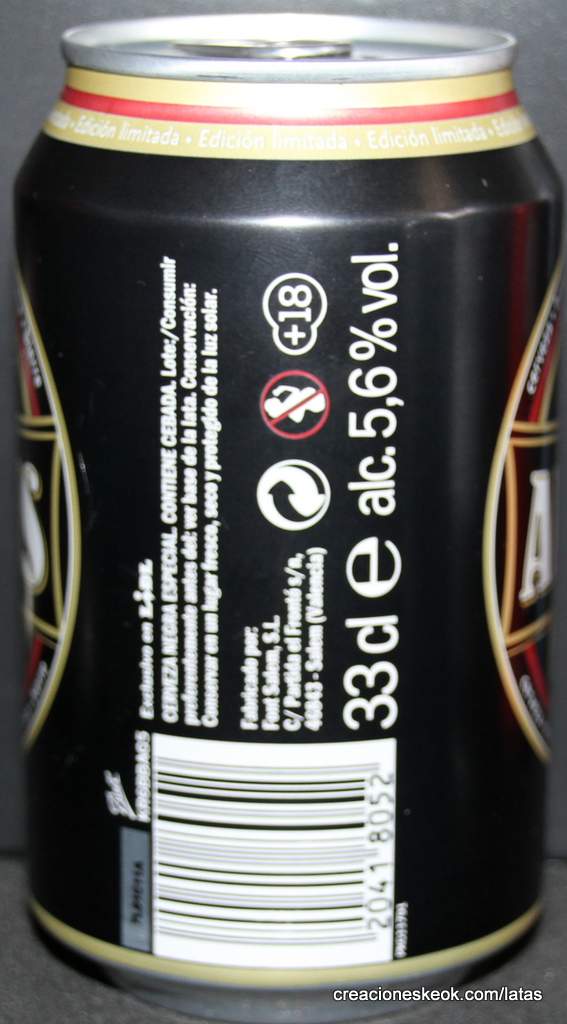 Edición limitada • Edición limitada • Edición limitada •
Exclusivo en
CERVEZA NEGRA ESPECIAL. CONTIENE CEBADA. Lote:/Consumir
preferentemente antes del: ver base de la lata. Conservación:
Conservar en un lugar fresco, seco y protegido de la luz solar.
Fabricado por:
Font Salem, S.L.
C/ Partida el Frontó s/n,
46843 - Salem (Valencia)
+18
33 cl e alc. 5,6% vol.
2041 8052
S
A
creacioneskeok.com/latas